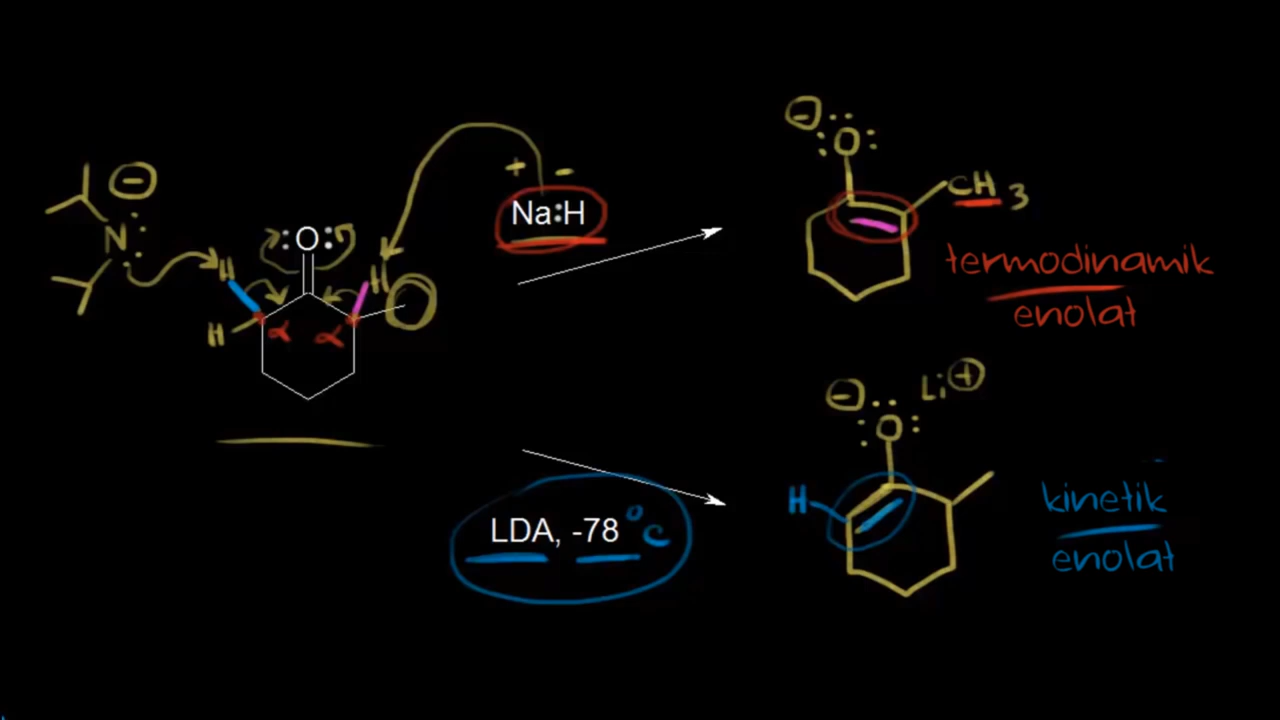 N
H
H
:O:
H
α α
+ -
Na:H
- O
CH3
termodinamik
enolat
LDA, -78 °C
- O
Li+
H
kinetik
enolat